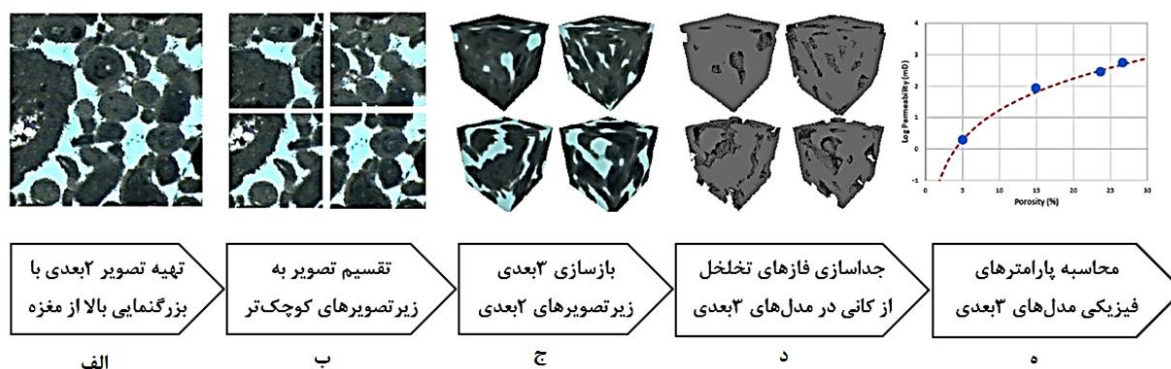 Log Permeability (mD)
4
3
2
1
0
-1
0
5
10
15
20
25
30
Porosity (%)
تهیه تصویر ۲بعدی با
بزرگنمایی بالا از مغزه
تقسیم تصویر به
زیرتصویرهای کوچک‌تر
بازسازی ۳بعدی
زیرتصویرهای ۲بعدی
جداسازی فازهای تخلخل
از کانی در مدل‌های ۳بعدی
محاسبه پارامترهای
فیزیکی مدل‌های ۳بعدی
الف
ب
ج
د
ه